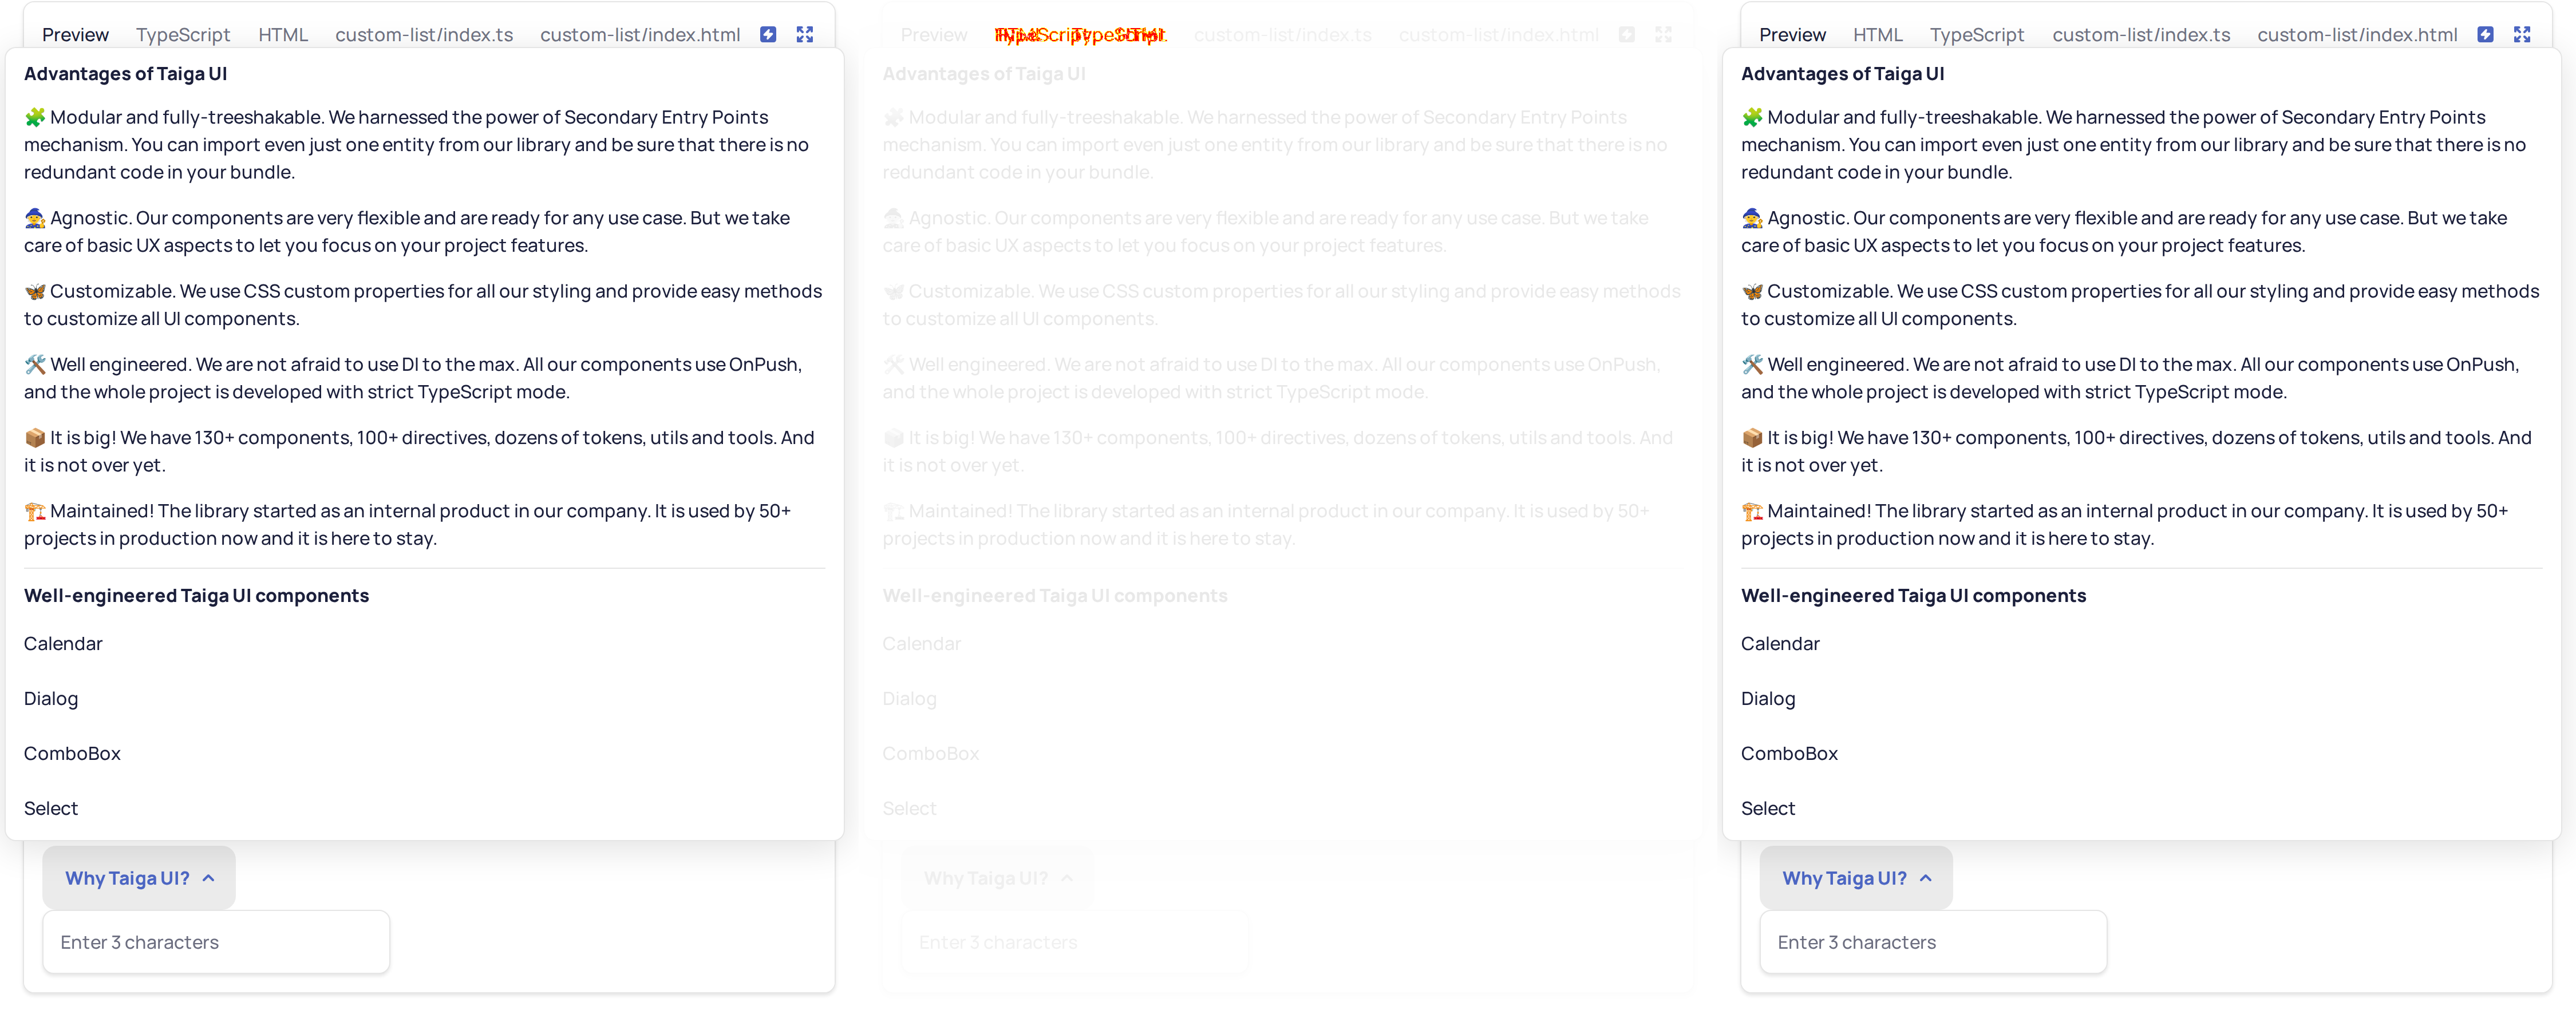 Preview TypeScript HTML custom-list/index.ts custom-list/index.html
Advantages of Taiga UI
🧩 Modular and fully-treeshakable. We harnessed the power of Secondary Entry Points
mechanism. You can import even just one entity from our library and be sure that there is no
redundant code in your bundle.
🧙 Agnostic. Our components are very flexible and are ready for any use case. But we take
care of basic UX aspects to let you focus on your project features.
🦋 Customizable. We use CSS custom properties for all our styling and provide easy methods
to customize all UI components.
🛠 Well engineered. We are not afraid to use DI to the max. All our components use OnPush,
and the whole project is developed with strict TypeScript mode.
📦 It is big! We have 130+ components, 100+ directives, dozens of tokens, utils and tools. And
it is not over yet.
🏗 Maintained! The library started as an internal product in our company. It is used by 50+
projects in production now and it is here to stay.
Well-engineered Taiga UI components
Calendar
Dialog
ComboBox
Select
Why Taiga UI?
Enter 3 characters
Preview custom-list/index.ts custom-list/index.html
Advantages of Taiga UI
Modular and fully-treeshakable. We harnessed the power of Secondary Entry Points
mechanism. You can import even just one entity from our library and be sure that there is no
redundant code in your bundle.
Agnostic. Our components are very flexible and are ready for any use case. But we take
care of basic UX aspects to let you focus on your project features.
Customizable. We use CSS custom properties for all our styling and provide easy methods
to customize all UI components.
Well engineered. We are not afraid to use DI to the max. All our components use OnPush,
and the whole project is developed with strict TypeScript mode.
It is big! We have 130+ components, 100+ directives, dozens of tokens, utils and tools. And
it is not over yet.
Maintained! The library started as an internal product in our company. It is used by 50+
projects in production now and it is here to stay.
Well-engineered Taiga UI components
Calendar
Dialog
ComboBox
Select
Why Taiga UI?
Enter 3 characters
Preview HTML TypeScript custom-list/index.ts custom-list/index.html
Advantages of Taiga UI
🧩 Modular and fully-treeshakable. We harnessed the power of Secondary Entry Points
mechanism. You can import even just one entity from our library and be sure that there is no
redundant code in your bundle.
🧙 Agnostic. Our components are very flexible and are ready for any use case. But we take
care of basic UX aspects to let you focus on your project features.
🦋 Customizable. We use CSS custom properties for all our styling and provide easy methods
to customize all UI components.
🛠 Well engineered. We are not afraid to use DI to the max. All our components use OnPush,
and the whole project is developed with strict TypeScript mode.
📦 It is big! We have 130+ components, 100+ directives, dozens of tokens, utils and tools. And
it is not over yet.
🏗 Maintained! The library started as an internal product in our company. It is used by 50+
projects in production now and it is here to stay.
Well-engineered Taiga UI components
Calendar
Dialog
ComboBox
Select
Why Taiga UI?
Enter 3 characters